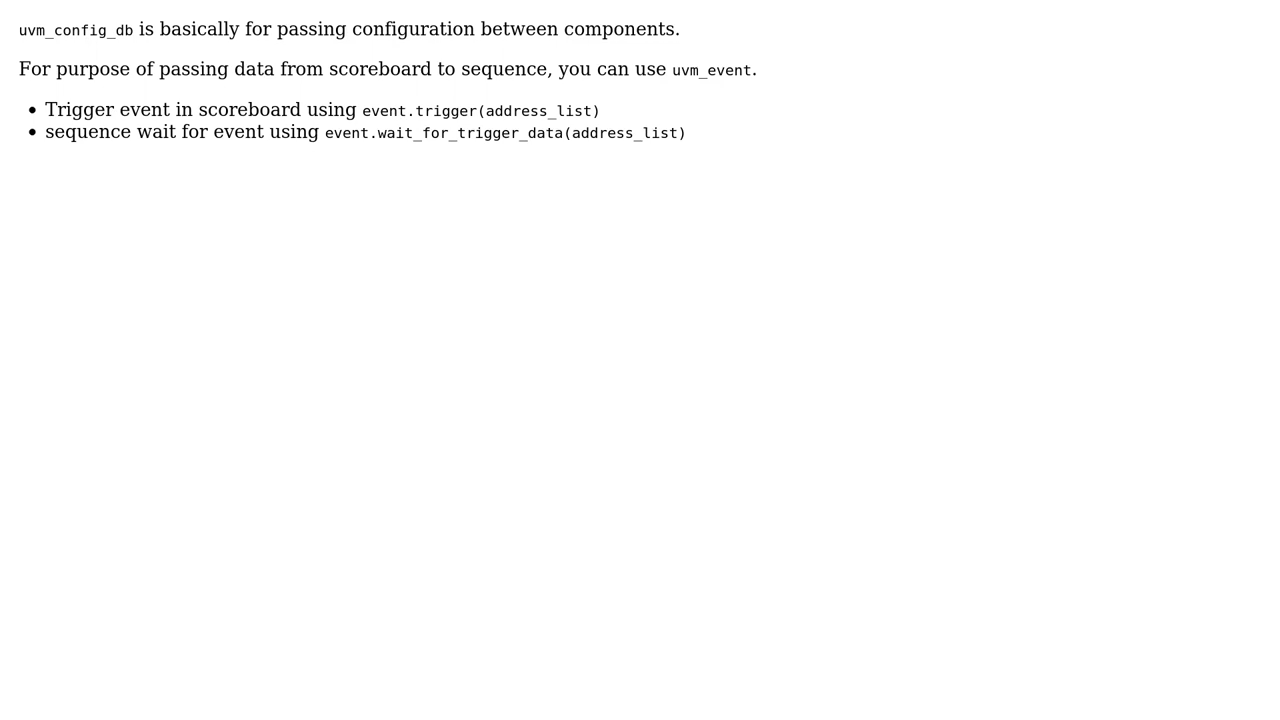 uvm_config_db is basically for passing configuration between components.
For purpose of passing data from scoreboard to sequence, you can use uvm_event.
• Trigger event in scoreboard using event.trigger(address_list)
• sequence wait for event using event.wait_for_trigger_data(address_list)